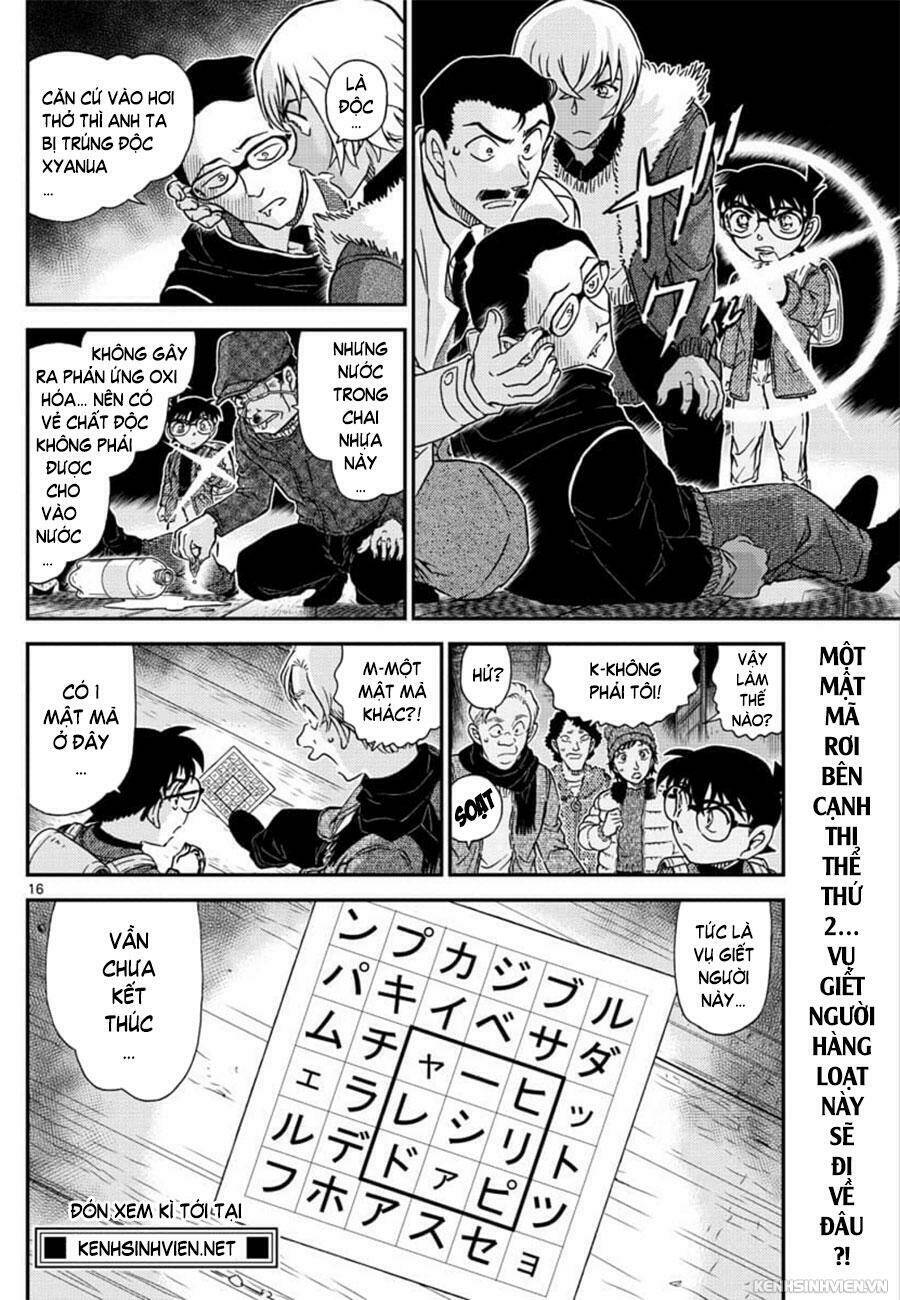 LÀ
ĐỘC
...
CĂN CỨ VÀO HƠI
THỞ THÌ ANH TA
BỊ TRÚNG ĐỘC
XYANUA
...
NHƯNG
NƯỚC
TRONG
CHAI
NHỰA
NÀY
...
KHÔNG GÂY
RA PHẢN ỨNG OXI
HÓA... NÊN CÓ
VẺ CHẤT ĐỘC
KHÔNG PHẢI
ĐƯỢC
CHO
VÀO
NƯỚC
...
VẬY
LÀM
THẾ
NÀO?
K-KHÔNG
PHẢI TÔI!
HỬ?
SOẠT
M-MỘT
MẬT MÃ
KHÁC?!
CÓ 1
MẬT MÃ
Ở ĐÂY
...
16
TỨC LÀ
VỤ GIẾT
NGƯỜI
NÀY...
ンプカジブル
パキイベサダ
ムチャーヒッ
ェラレシリト
ルデドァピツ
フホアスセョ
VẪN
CHƯA
KẾT
THÚC
...
ĐÓN XEM KÌ TỚI TẠI
KENHSINHVIEN.NET
MỘT
MẬT
MÃ
RƠI
BÊN
CẠNH
THI
THỂ
THỨ
2...
VỤ
GIẾT
NGƯỜI
HÀNG
LOẠT
NÀY
SẼ
ĐI
VỀ
ĐÂU
?!
KENHSINHVIEN.VN